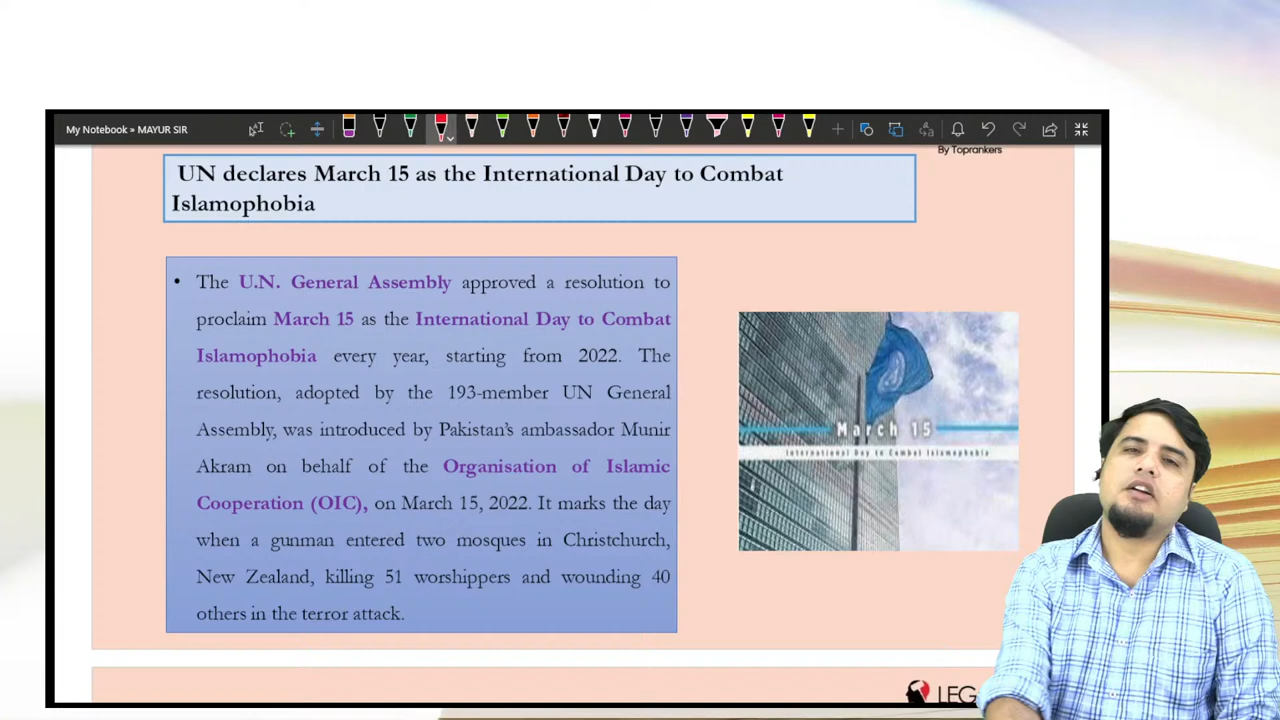 My Notebook » MAYUR SIR
By Toprankers
UN declares March 15 as the International Day to Combat
Islamophobia
• The U.N. General Assembly approved a resolution to
proclaim March 15 as the International Day to Combat
Islamophobia every year, starting from 2022. The
resolution, adopted by the 193-member UN General
Assembly, was introduced by Pakistan's ambassador Munir
Akram on behalf of the Organisation of Islamic
Cooperation (OIC), on March 15, 2022. It marks the day
when a gunman entered two mosques in Christchurch,
New Zealand, killing 51 worshippers and wounding 40
others in the terror attack.
March 15
International Day to Combat Islamophobia
LEG